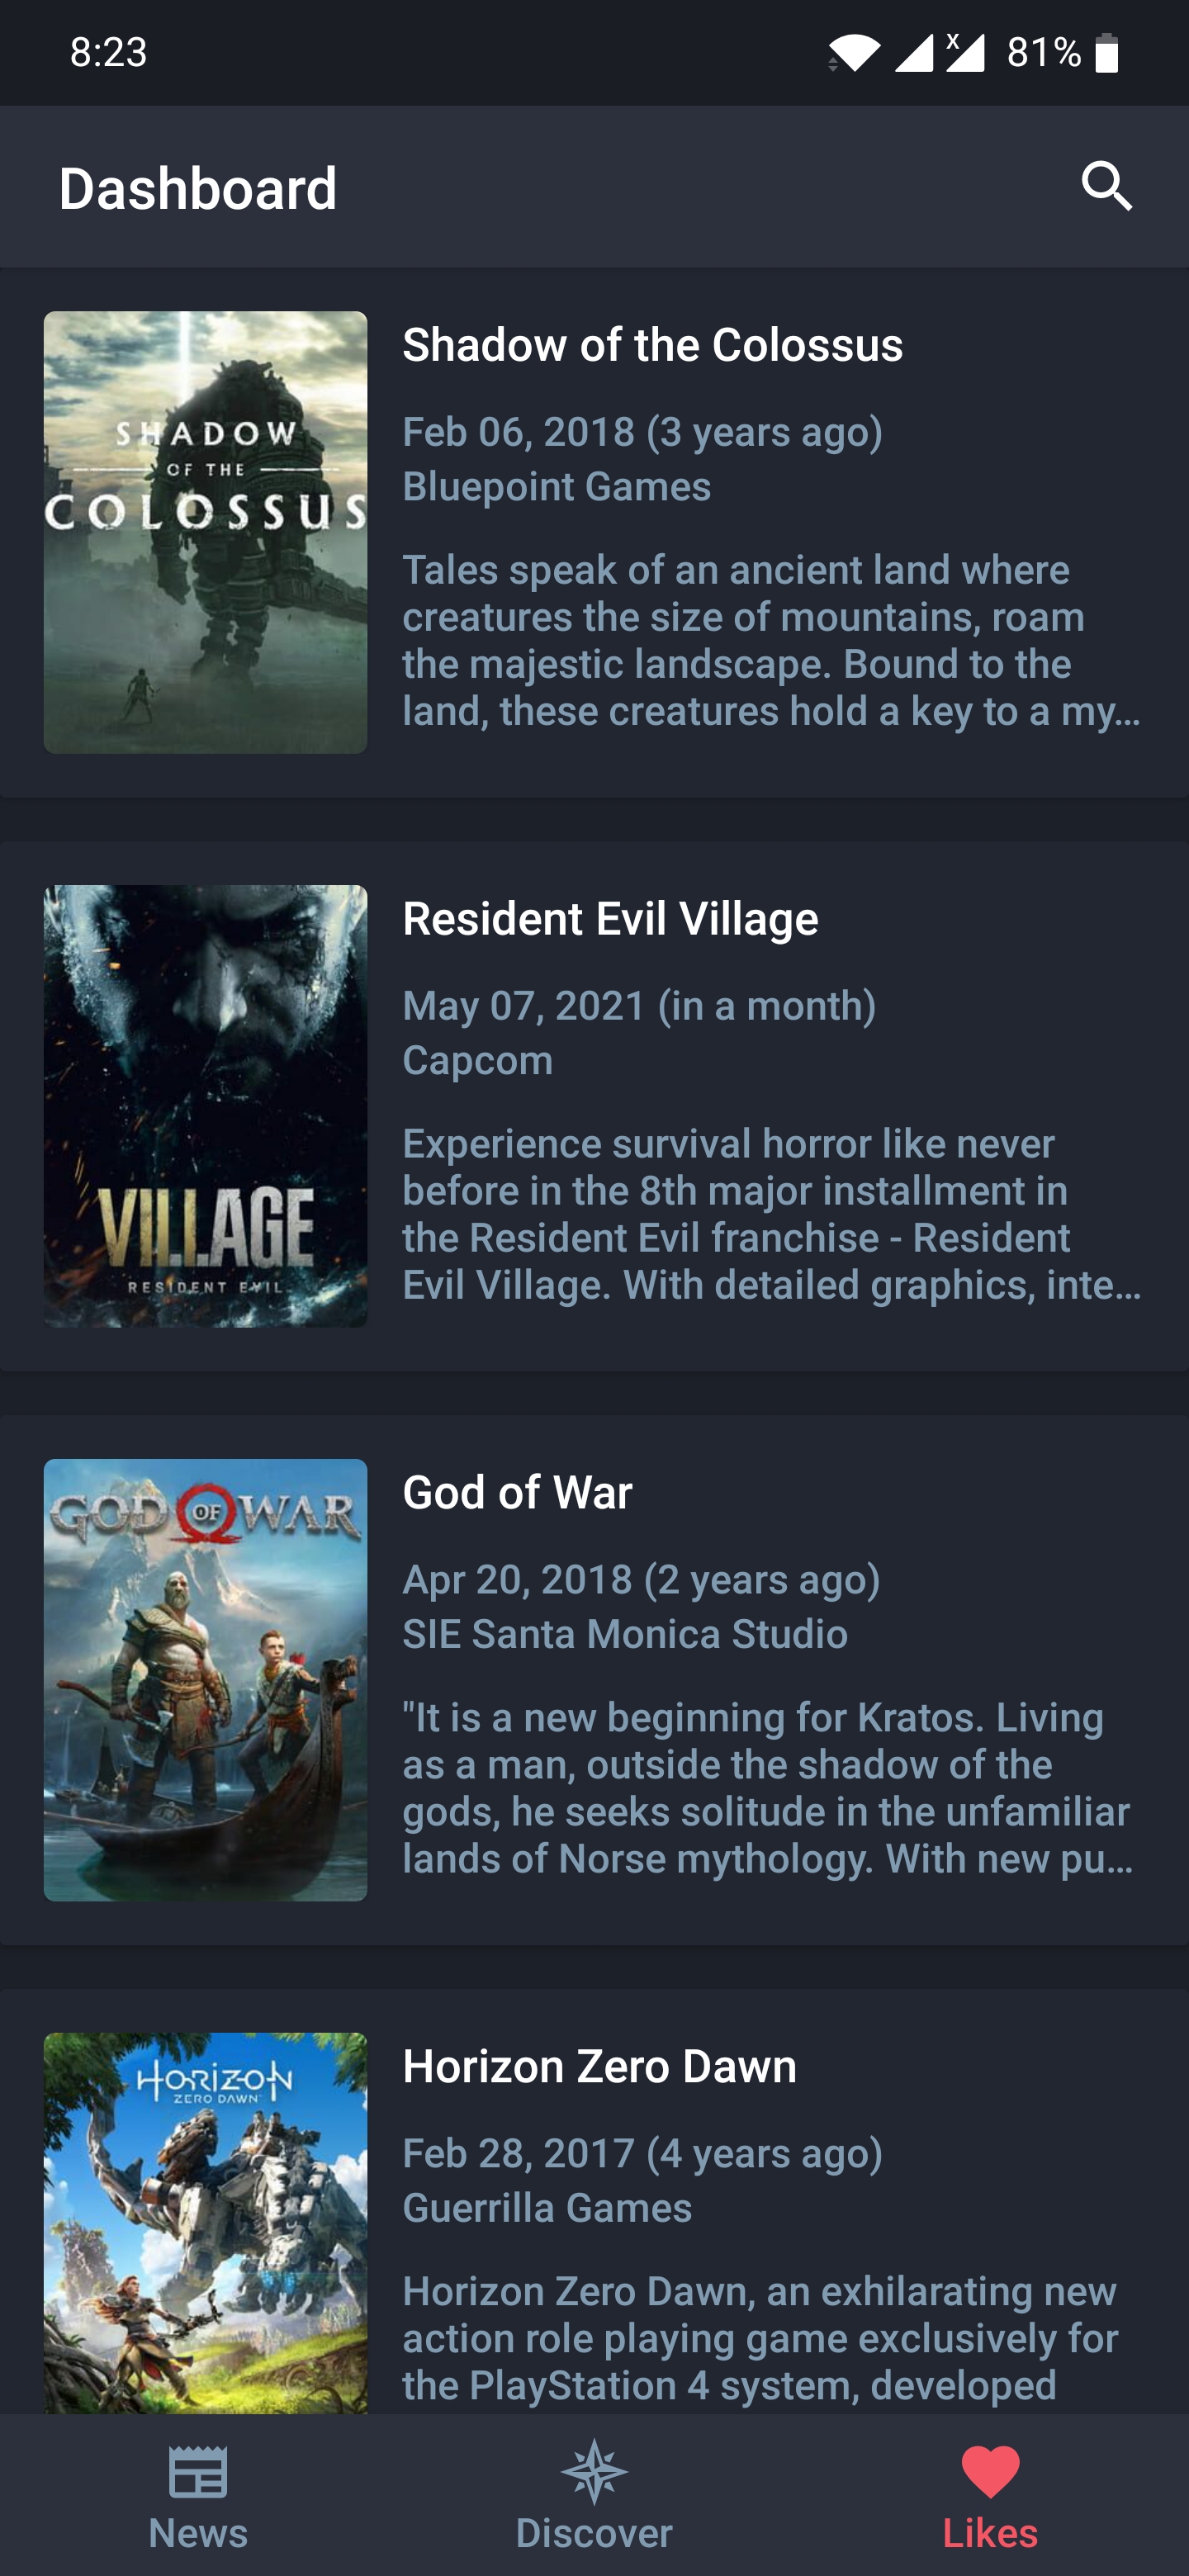 8:23
x
81%
Dashboard
SHADOW
OF THE
COLOSSUS
Shadow of the Colossus
Feb 06, 2018 (3 years ago)
Bluepoint Games
Tales speak of an ancient land where
creatures the size of mountains, roam
the majestic landscape. Bound to the
land, these creatures hold a key to a my…
VILLAGE
RESIDENT EVIL
Resident Evil Village
May 07, 2021 (in a month)
Capcom
Experience survival horror like never
before in the 8th major installment in
the Resident Evil franchise - Resident
Evil Village. With detailed graphics, inte…
GOD OF WAR
God of War
Apr 20, 2018 (2 years ago)
SIE Santa Monica Studio
"It is a new beginning for Kratos. Living
as a man, outside the shadow of the
gods, he seeks solitude in the unfamiliar
lands of Norse mythology. With new pu…
HORIZON
ZERO DAWN
Horizon Zero Dawn
Feb 28, 2017 (4 years ago)
Guerrilla Games
Horizon Zero Dawn, an exhilarating new
action role playing game exclusively for
the PlayStation 4 system, developed
News
Discover
Likes